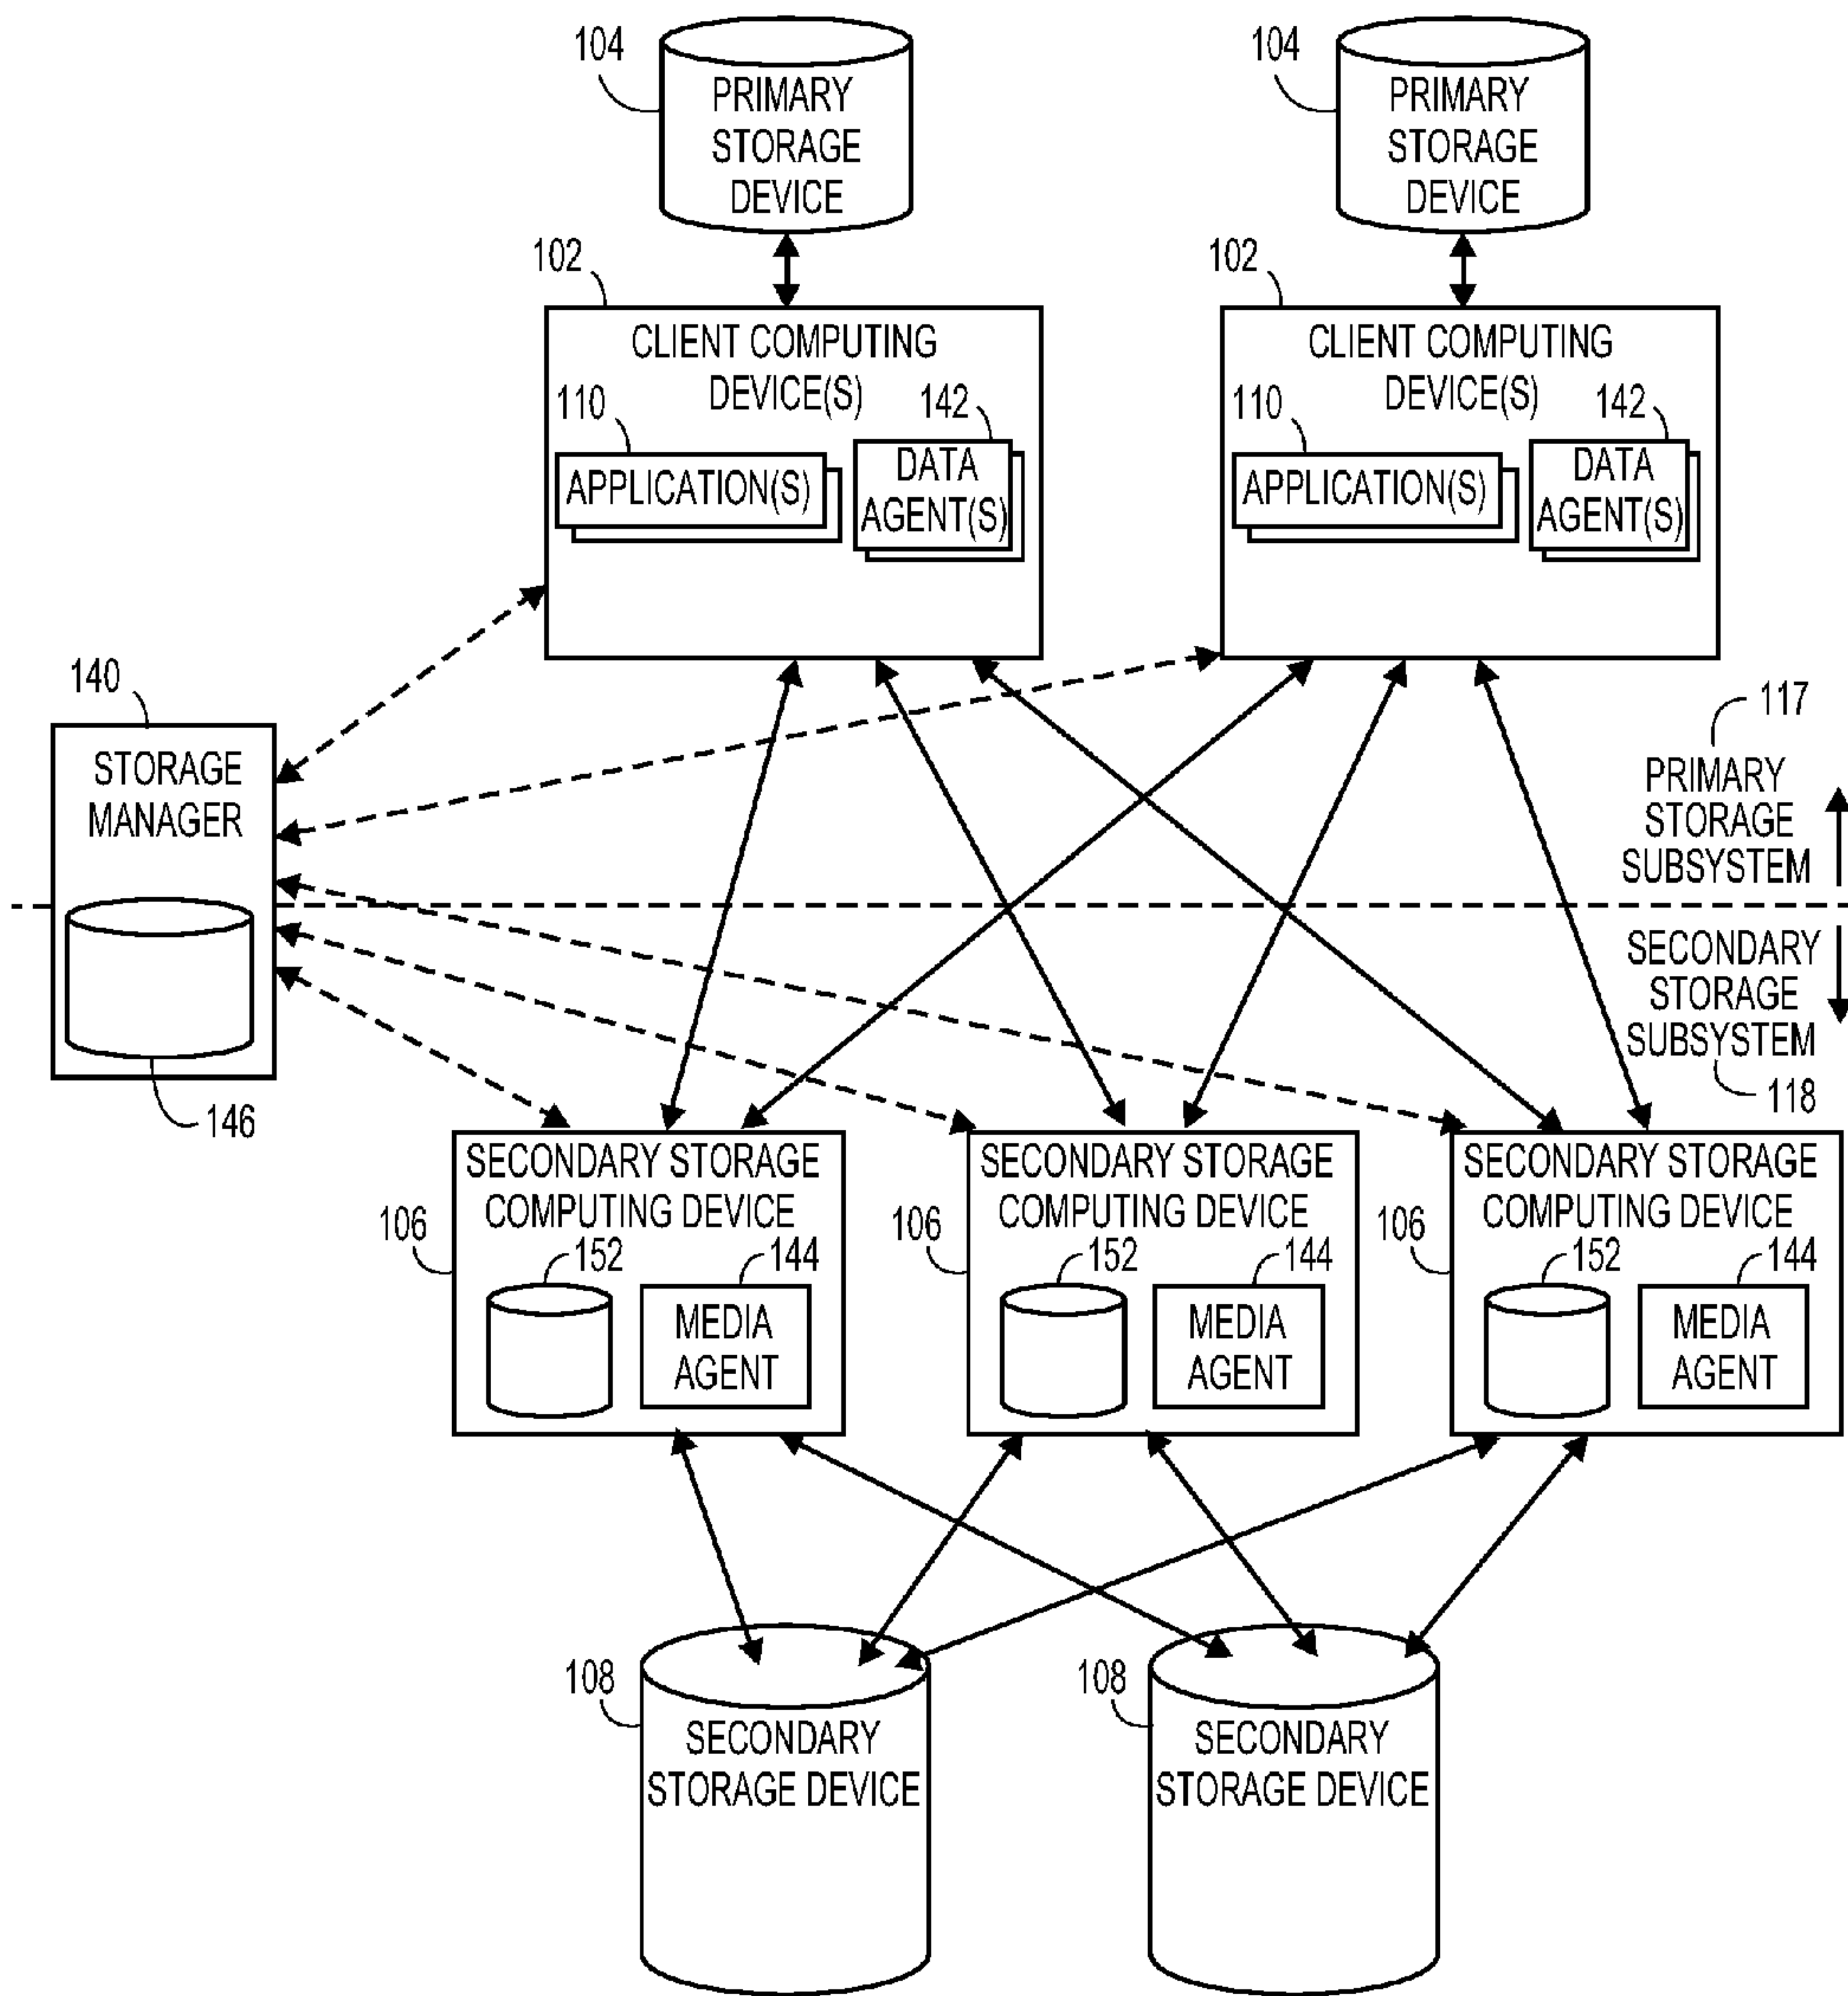 104
PRIMARY
STORAGE
DEVICE
104
PRIMARY
STORAGE
DEVICE
102
CLIENT COMPUTING
DEVICE(S)
110
APPLICATION(S)
142
DATA
AGENT(S)
102
CLIENT COMPUTING
DEVICE(S)
110
APPLICATION(S)
142
DATA
AGENT(S)
140
STORAGE
MANAGER
146
117
PRIMARY
STORAGE
SUBSYSTEM
SECONDARY
STORAGE
SUBSYSTEM
118
106
SECONDARY STORAGE
COMPUTING DEVICE
152
144
MEDIA
AGENT
106
SECONDARY STORAGE
COMPUTING DEVICE
152
144
MEDIA
AGENT
106
SECONDARY STORAGE
COMPUTING DEVICE
152
144
MEDIA
AGENT
108
SECONDARY
STORAGE DEVICE
108
SECONDARY
STORAGE DEVICE